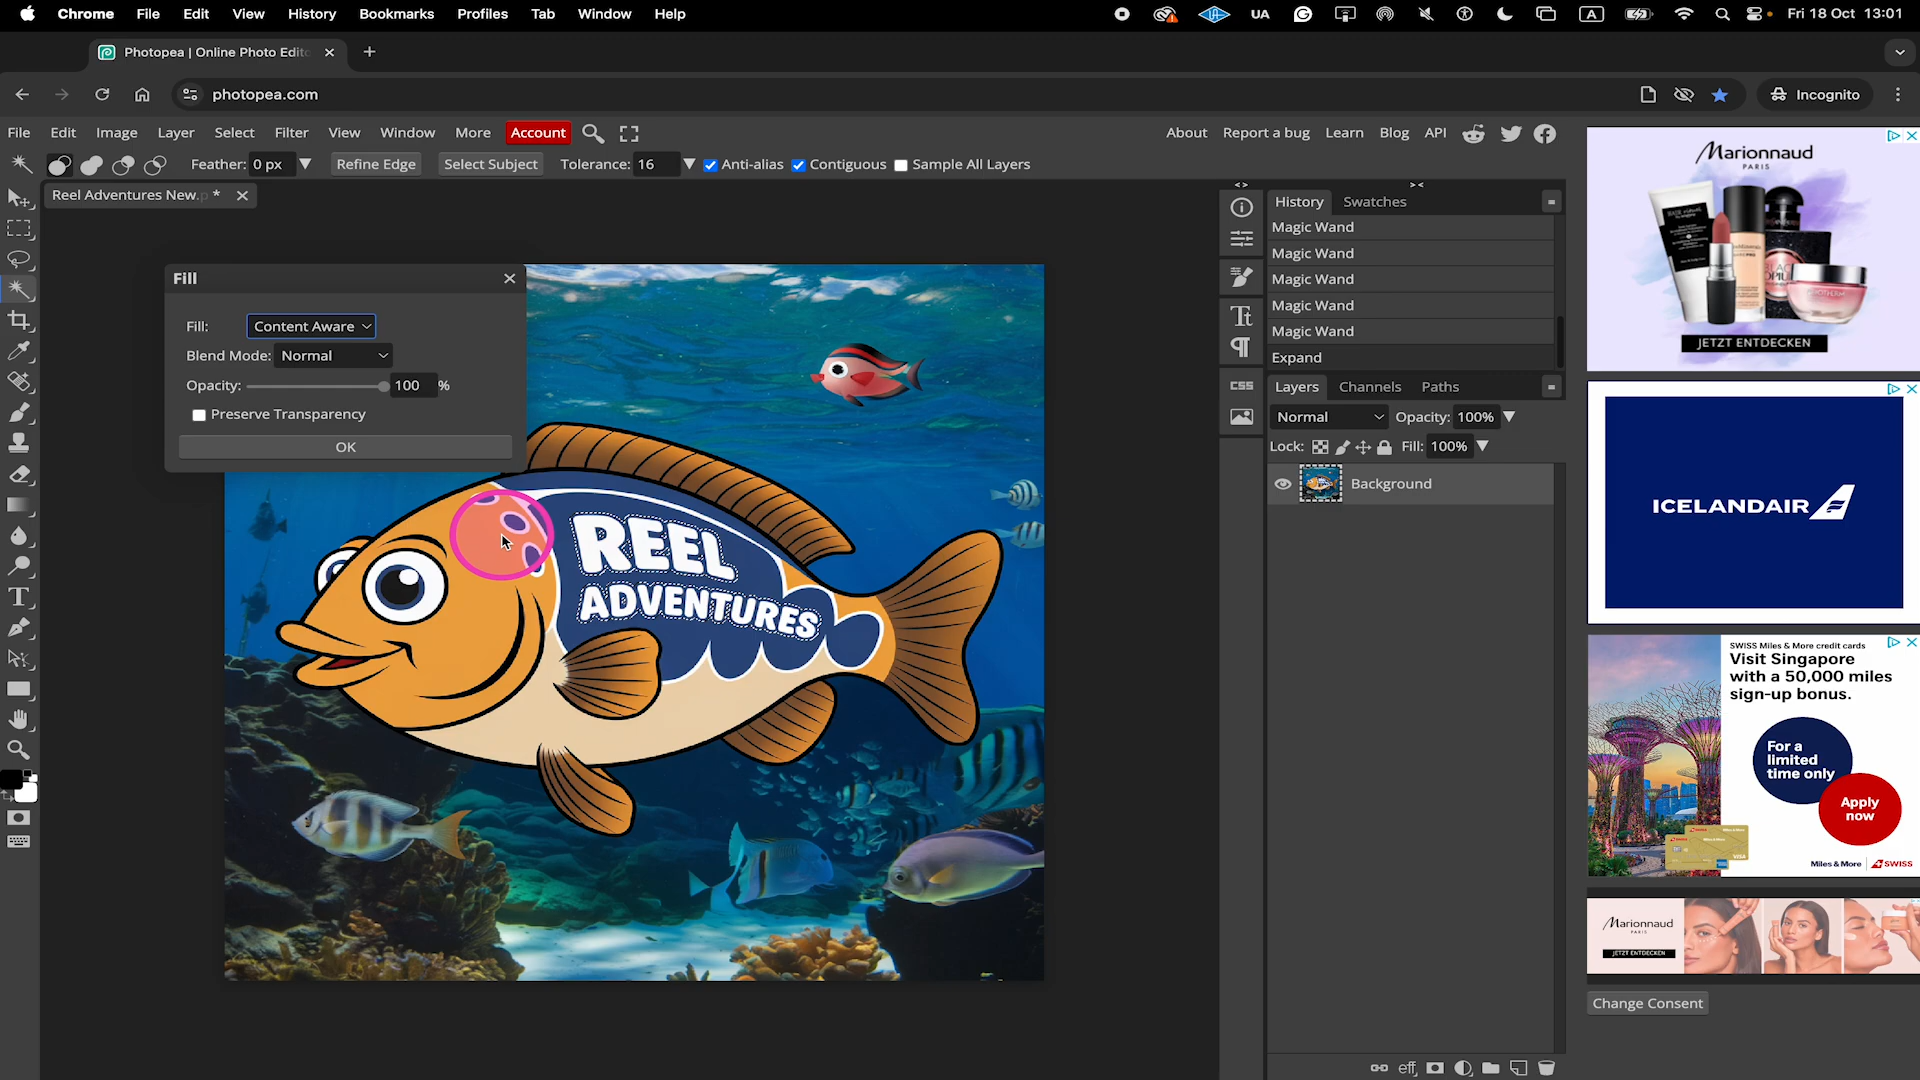 Chrome File Edit View History Bookmarks Profiles Tab Window Help
UA A Fri 18 Oct 13:01
Photopea | Online Photo Edito
photopea.com
Incognito
File Edit Image Layer Select Filter View Window More Account
About Report a bug Learn Blog API
Feather: 0 px Refine Edge Select Subject Tolerance: 16 Anti-alias Contiguous Sample All Layers
Reel Adventures New.p *
Fill
Fill: Content Aware
Blend Mode: Normal
Opacity: 100 %
Preserve Transparency
OK
REEL
ADVENTURES
History Swatches
Magic Wand
Magic Wand
Magic Wand
Magic Wand
Magic Wand
Expand
CSS
Layers Channels Paths
Normal Opacity: 100%
Lock: Fill: 100%
Background
eff
Marionnaud
PARIS
JETZT ENTDECKEN
ICELANDAIR
SWISS Miles & More credit cards
Visit Singapore
with a 50,000 miles
sign-up bonus.
For a
limited
time only
Apply
now
Miles & More SWISS
Marionnaud
PARIS
JETZT ENTDECKEN
Change Consent